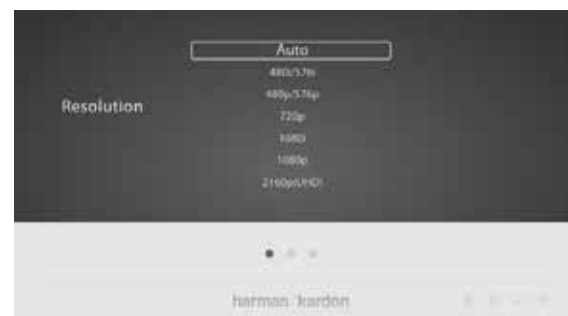 Auto
480i/576i
480p/576p
Resolution
720p
1080i
1080p
2160p(UHD)
harman kardon